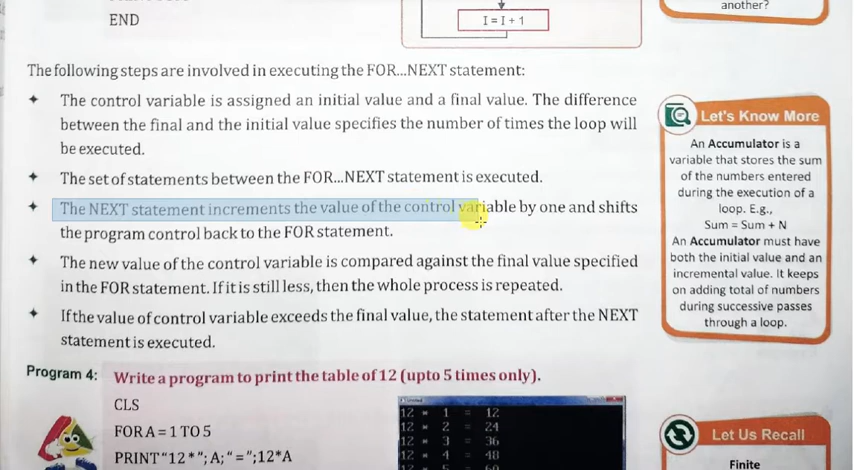 END
I = I + 1
another?
The following steps are involved in executing the FOR...NEXT statement:
✦ The control variable is assigned an initial value and a final value. The difference
between the final and the initial value specifies the number of times the loop will
be executed.
✦ The set of statements between the FOR...NEXT statement is executed.
✦ The NEXT statement increments the value of the control variable by one and shifts
the program control back to the FOR statement.
✦ The new value of the control variable is compared against the final value specified
in the FOR statement. If it is still less, then the whole process is repeated.
✦ If the value of control variable exceeds the final value, the statement after the NEXT
statement is executed.
Let's Know More
An Accumulator is a
variable that stores the sum
of the numbers entered
during the execution of a
loop. E.g.,
Sum = Sum + N
An Accumulator must have
both the initial value and an
incremental value. It keeps
on adding total of numbers
during successive passes
through a loop.
Program 4: Write a program to print the table of 12 (upto 5 times only).
CLS
FOR A = 1 TO 5
PRINT "12 * "; A; " = "; 12*A
12 * 1 = 12
12 * 2 = 24
12 * 3 = 36
12 * 4 = 48
Let Us Recall
Finite